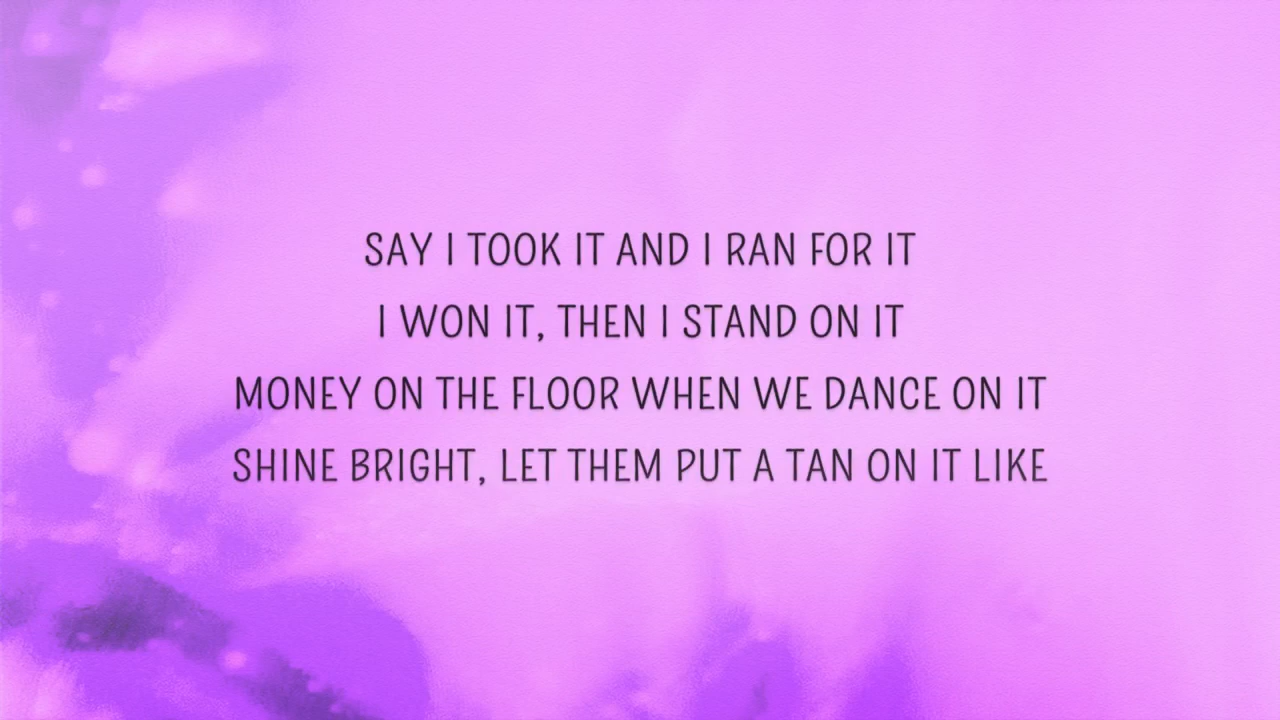 SAY I TOOK IT AND I RAN FOR IT
I WON IT, THEN I STAND ON IT
MONEY ON THE FLOOR WHEN WE DANCE ON IT
SHINE BRIGHT, LET THEM PUT A TAN ON IT LIKE